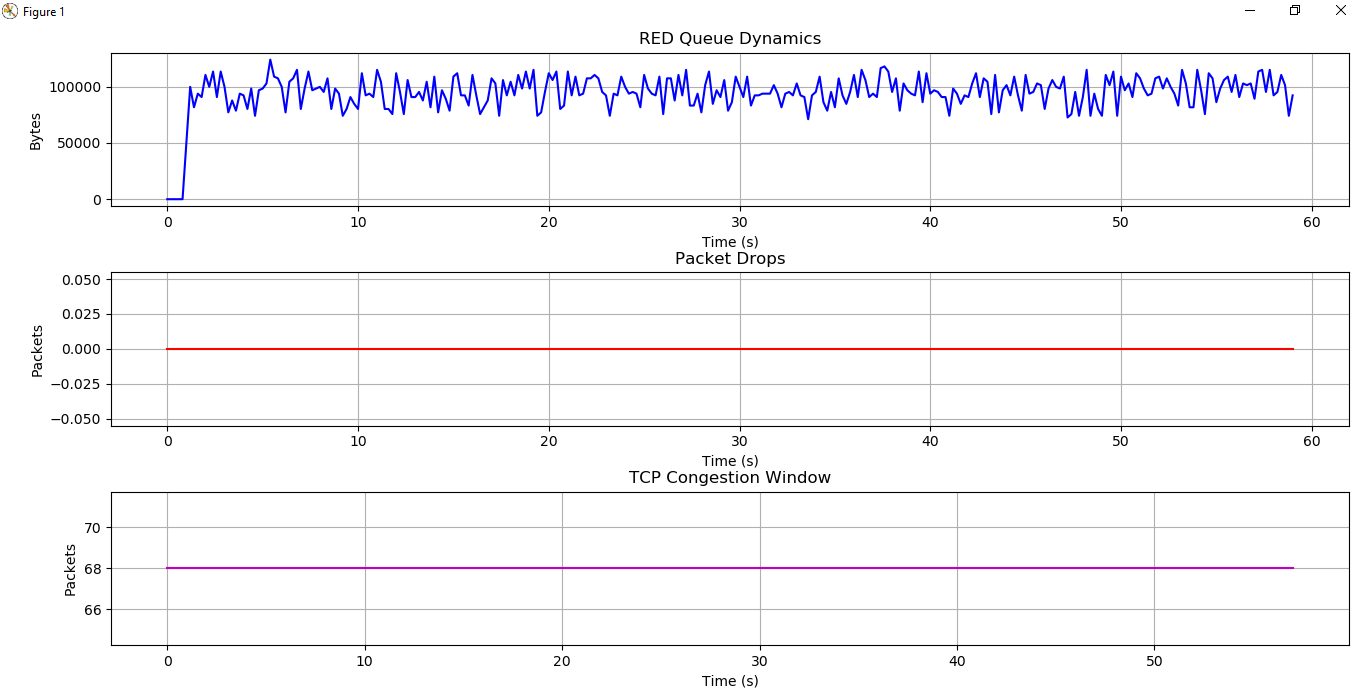 Figure 1
RED Queue Dynamics
100000
50000
0
Bytes
0 10 20 30 40 50 60
Time (s)
Packet Drops
0.050
0.025
0.000
−0.025
−0.050
Packets
0 10 20 30 40 50 60
Time (s)
TCP Congestion Window
70
68
66
Packets
0 10 20 30 40 50
Time (s)